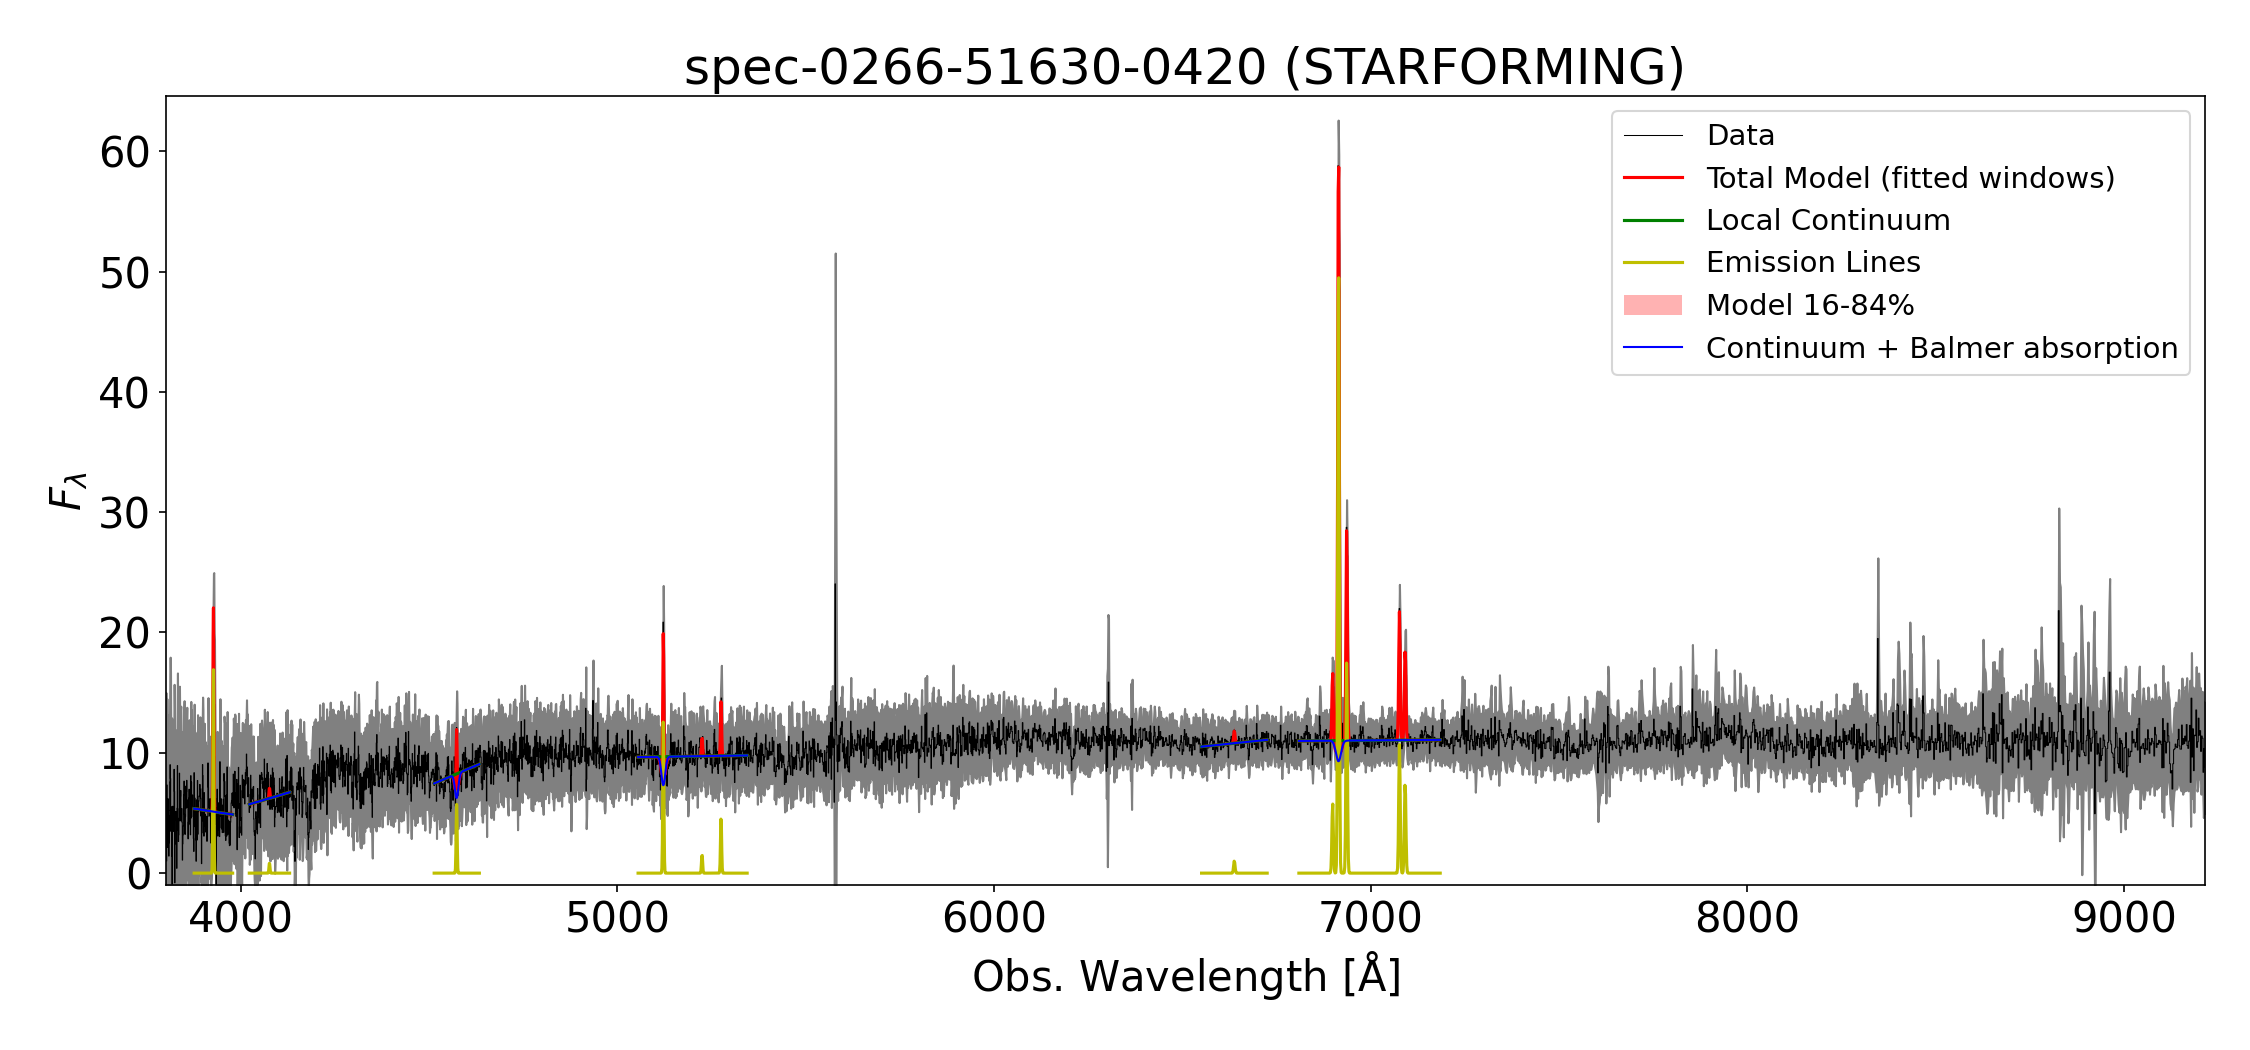 spec-0266-51630-0420 (STARFORMING)
Data
Total Model (fitted windows)
Local Continuum
Emission Lines
Model 16-84%
Continuum + Balmer absorption
60
50
40
30
20
10
0
Fλ
4000 5000 6000 7000 8000 9000
Obs. Wavelength [Å]